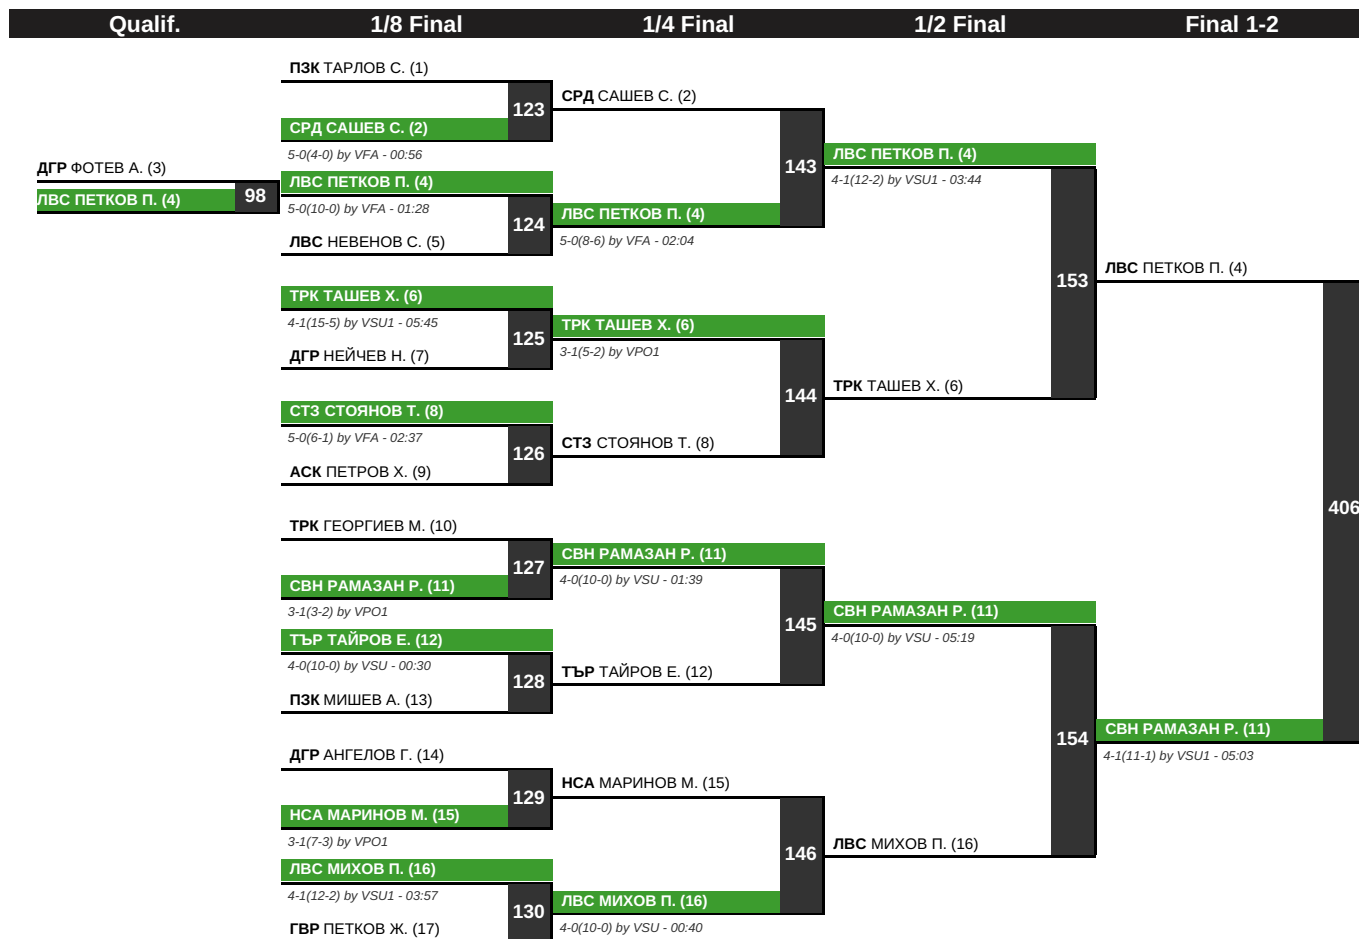 Qualif. 1/8 Final 1/4 Final 1/2 Final Final 1-2
ПЗК ТАРЛОВ С. (1)
СРД САШЕВ С. (2)
123
СРД САШЕВ С. (2)
5-0(4-0) by VFA - 00:56
143
ЛВС ПЕТКОВ П. (4)
4-1(12-2) by VSU1 - 03:44
ДГР ФОТЕВ А. (3)
ЛВС ПЕТКОВ П. (4)
98
ЛВС ПЕТКОВ П. (4)
5-0(10-0) by VFA - 01:28
124
ЛВС ПЕТКОВ П. (4)
5-0(8-6) by VFA - 02:04
ЛВС НЕВЕНОВ С. (5)
153
ЛВС ПЕТКОВ П. (4)
ТРК ТАШЕВ Х. (6)
4-1(15-5) by VSU1 - 05:45
125
ТРК ТАШЕВ Х. (6)
3-1(5-2) by VPO1
ДГР НЕЙЧЕВ Н. (7)
144
ТРК ТАШЕВ Х. (6)
СТЗ СТОЯНОВ Т. (8)
5-0(6-1) by VFA - 02:37
126
СТЗ СТОЯНОВ Т. (8)
АСК ПЕТРОВ Х. (9)
406
ТРК ГЕОРГИЕВ М. (10)
127
СВН РАМАЗАН Р. (11)
4-0(10-0) by VSU - 01:39
СВН РАМАЗАН Р. (11)
3-1(3-2) by VPO1
145
СВН РАМАЗАН Р. (11)
4-0(10-0) by VSU - 05:19
ТЪР ТАЙРОВ Е. (12)
4-0(10-0) by VSU - 00:30
128
ТЪР ТАЙРОВ Е. (12)
ПЗК МИШЕВ А. (13)
154
СВН РАМАЗАН Р. (11)
4-1(11-1) by VSU1 - 05:03
ДГР АНГЕЛОВ Г. (14)
129
НСА МАРИНОВ М. (15)
НСА МАРИНОВ М. (15)
3-1(7-3) by VPO1
146
ЛВС МИХОВ П. (16)
ЛВС МИХОВ П. (16)
4-1(12-2) by VSU1 - 03:57
130
ЛВС МИХОВ П. (16)
4-0(10-0) by VSU - 00:40
ГВР ПЕТКОВ Ж. (17)